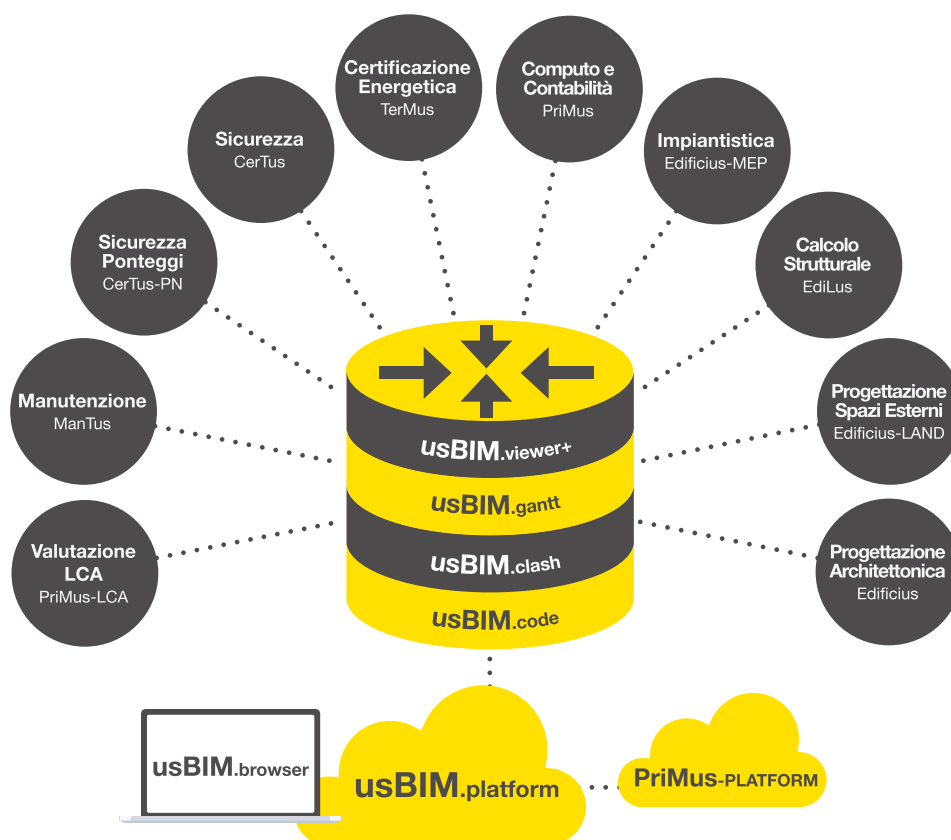 Certificazione
Energetica
TerMus
Computo e
Contabilità
PriMus
Sicurezza
CerTus
Impiantistica
Edificius-MEP
Sicurezza
Ponteggi
CerTus-PN
Calcolo
Strutturale
EdiLus
Manutenzione
ManTus
Progettazione
Spazi Esterni
Edificius-LAND
Valutazione
LCA
PriMus-LCA
Progettazione
Architettonica
Edificius
usBIM.viewer+
usBIM.gantt
usBIM.clash
usBIM.code
usBIM.browser
usBIM.platform
PriMus-PLATFORM